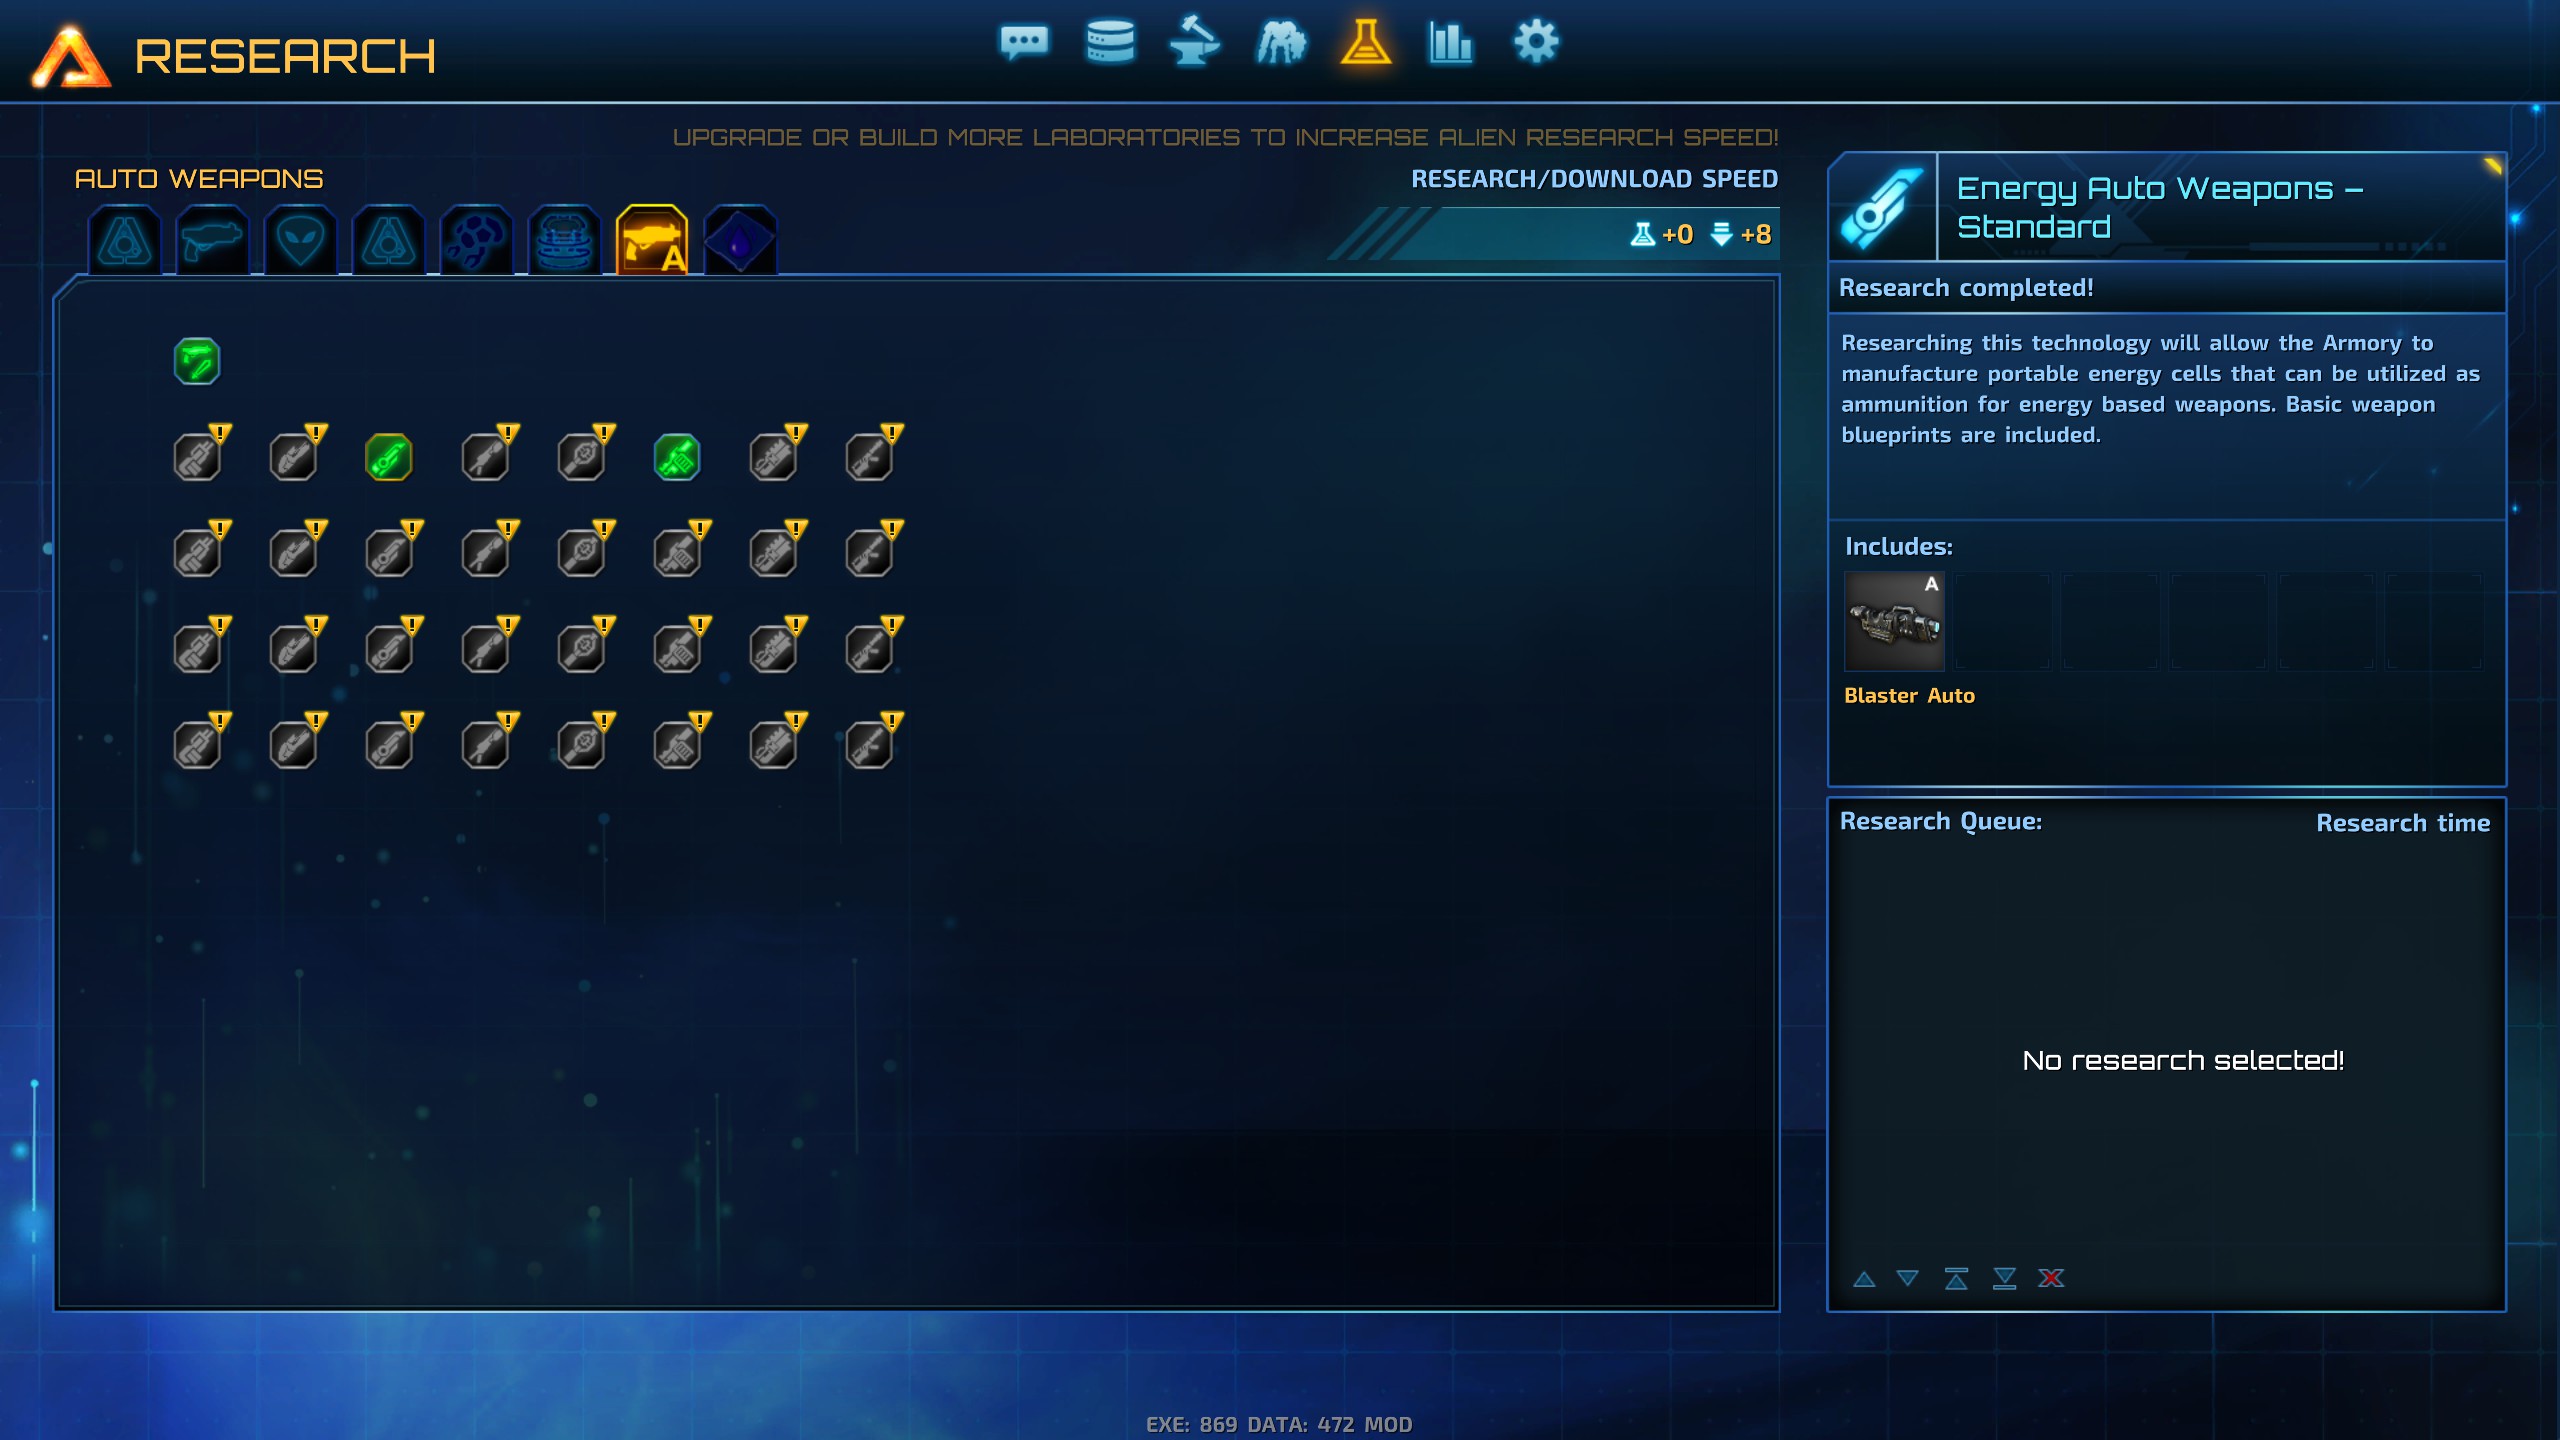 RESEARCH
UPGRADE OR BUILD MORE LABORATORIES TO INCREASE ALIEN RESEARCH SPEED!
AUTO WEAPONS
RESEARCH/DOWNLOAD SPEED
+0 +8
A
Energy Auto Weapons –
Standard
Research completed!
Researching this technology will allow the Armory to
manufacture portable energy cells that can be utilized as
ammunition for energy based weapons. Basic weapon
blueprints are included.
Includes:
A
Blaster Auto
Research Queue:
Research time
No research selected!
EXE: 869 DATA: 472 MOD